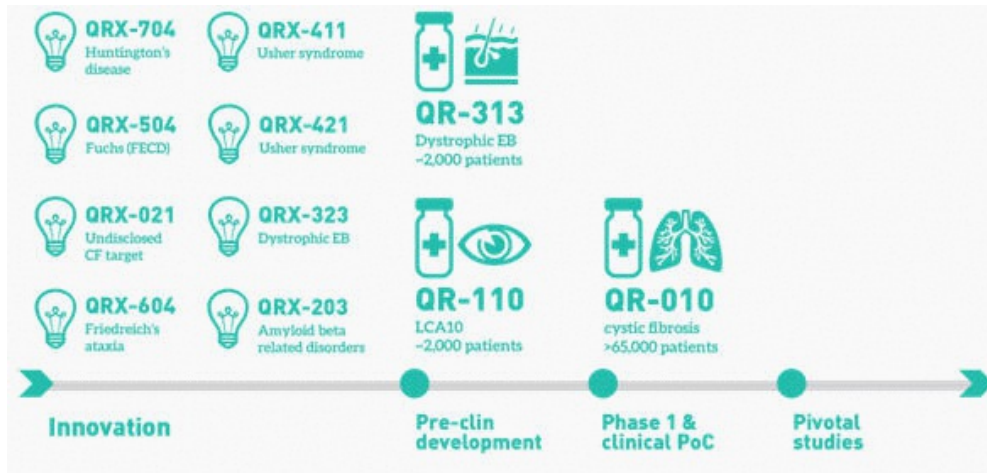 QRX-704
Huntington's
disease
QRX-411
Usher syndrome
QR-313
Dystrophic EB
~2,000 patients
QRX-504
Fuchs (FECD)
QRX-421
Usher syndrome
QRX-021
Undisclosed
CF target
QRX-323
Dystrophic EB
QR-110
LCA10
~2,000 patients
QR-010
cystic fibrosis
>65,000 patients
QRX-604
Friedreich's
ataxia
QRX-203
Amyloid beta
related disorders
Innovation
Pre-clin
development
Phase 1 &
clinical PoC
Pivotal
studies